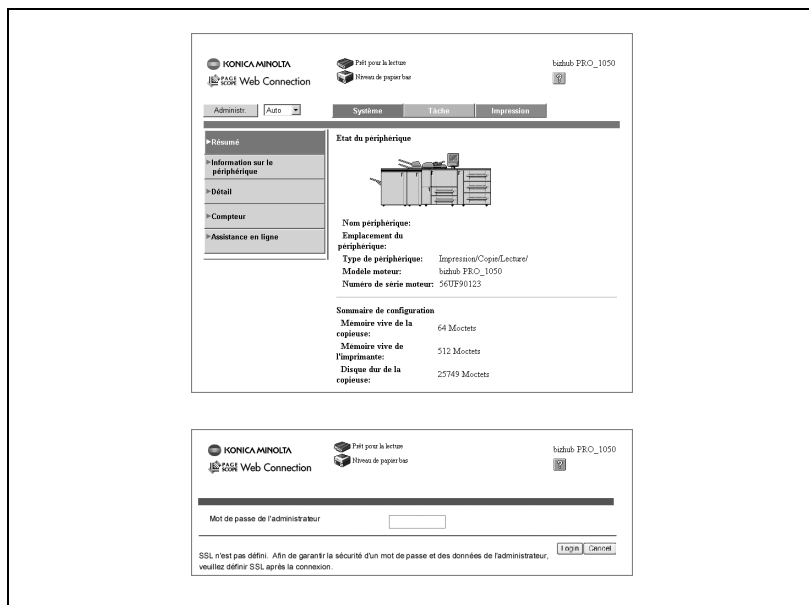 KONICA MINOLTA
PAGE SCOPE Web Connection
Prêt pour la lecture
Niveau de papier bas
bizhub PRO_1050
?
Administr.
Auto
Système
Tâche
Impression
Résumé
Information sur le
périphérique
Détail
Compteur
Assistance en ligne
Etat du périphérique
Nom périphérique:
Emplacement du
périphérique:
Type de périphérique: Impression/Copie/Lecture/
Modèle moteur: bizhub PRO_1050
Numéro de série moteur: 56UF90123
Sommaire de configuration
Mémoire vive de la
copieuse: 64 Moctets
Mémoire vive de
l'imprimante: 512 Moctets
Disque dur de la
copieuse: 25749 Moctets
KONICA MINOLTA
PAGE SCOPE Web Connection
Prêt pour la lecture
Niveau de papier bas
bizhub PRO_1050
?
Mot de passe de l'administrateur
SSL n'est pas défini. Afin de garantir la sécurité d'un mot de passe et des données de l'administrateur,
veuillez définir SSL après la connexion.
Login
Cancel